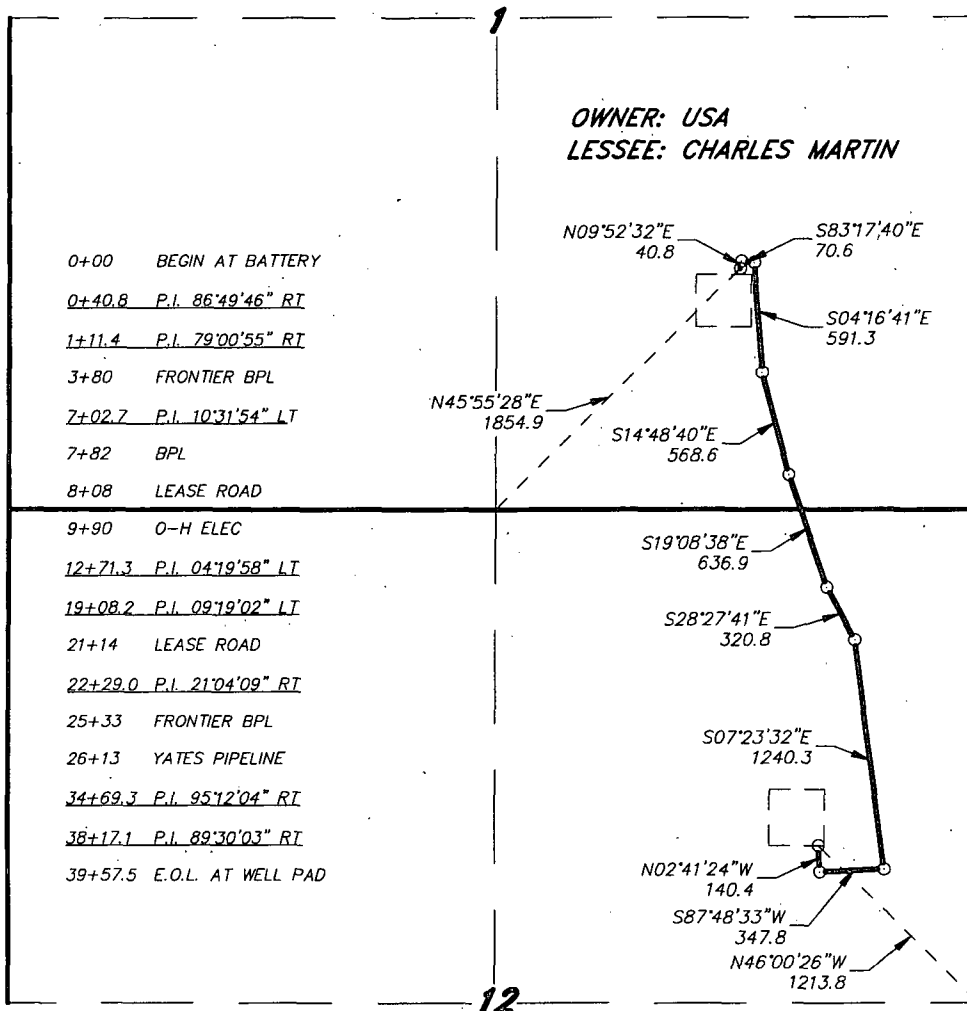 1
OWNER: USA
LESSEE: CHARLES MARTIN
N09°52'32"E
40.8
S83°17'40"E
70.6
S04°16'41"E
591.3
N45°55'28"E
1854.9
S14°48'40"E
568.6
S19°08'38"E
636.9
S28°27'41"E
320.8
S07°23'32"E
1240.3
N02°41'24"W
140.4
S87°48'33"W
347.8
N46°00'26"W
1213.8
0+00 BEGIN AT BATTERY
0+40.8 P.I. 86°49'46" RT
1+11.4 P.I. 79°00'55" RT
3+80 FRONTIER BPL
7+02.7 P.I. 10°31'54" LT
7+82 BPL
8+08 LEASE ROAD
9+90 O-H ELEC
12+71.3 P.I. 04°19'58" LT
19+08.2 P.I. 09°19'02" LT
21+14 LEASE ROAD
22+29.0 P.I. 21°04'09" RT
25+33 FRONTIER BPL
26+13 YATES PIPELINE
34+69.3 P.I. 95°12'04" RT
38+17.1 P.I. 89°30'03" RT
39+57.5 E.O.L. AT WELL PAD
12